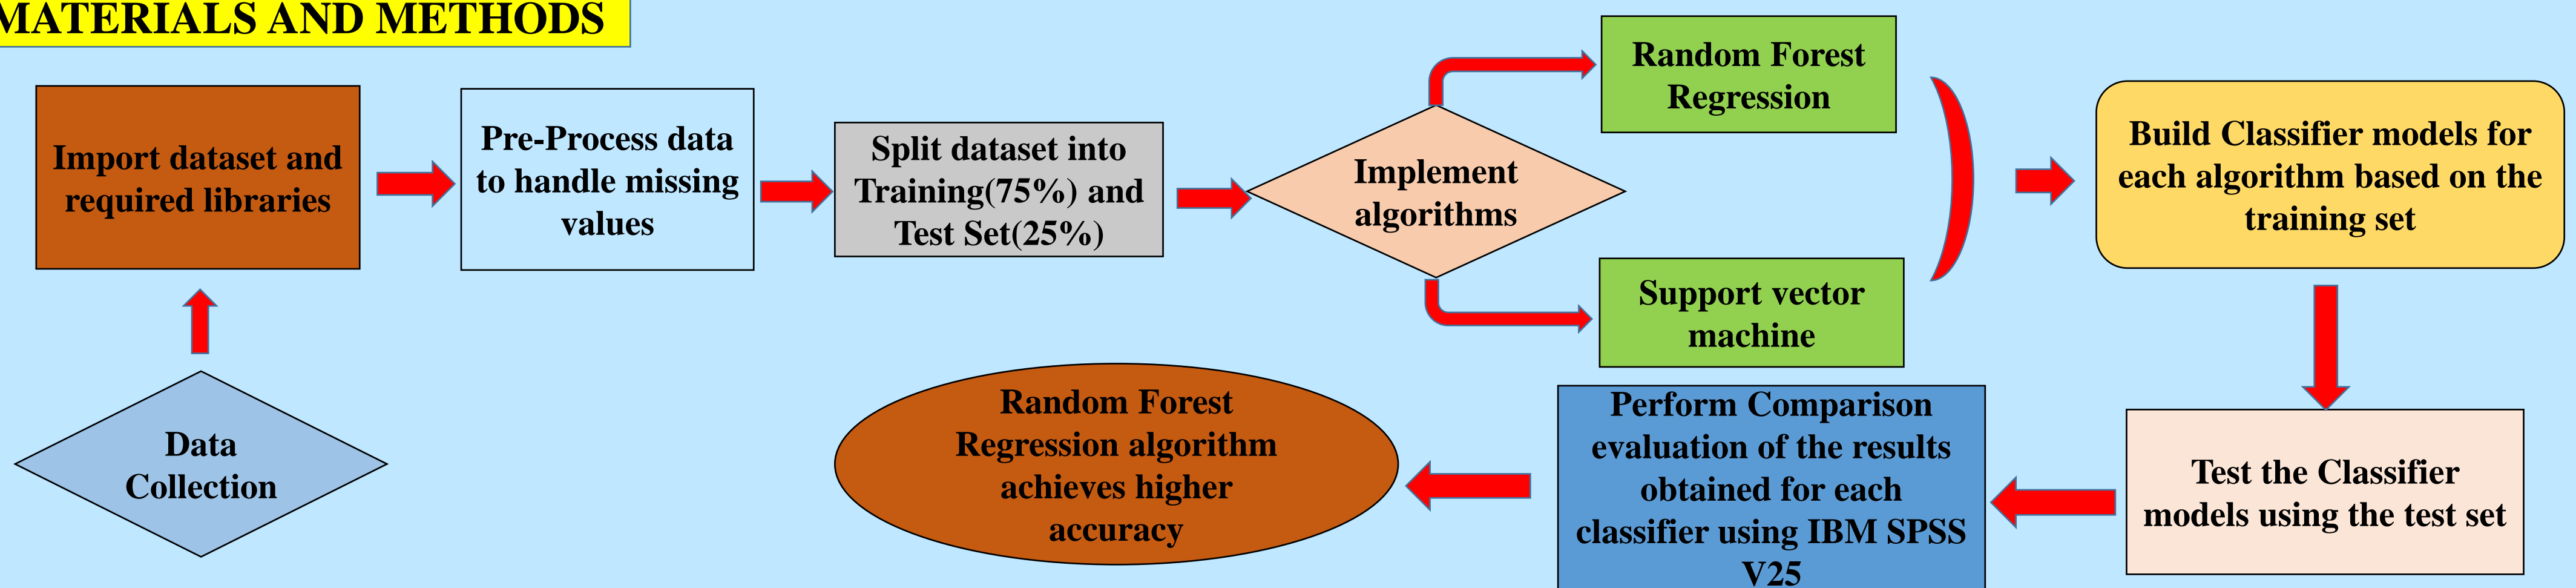 MATERIALS AND METHODS
Import dataset and
required libraries
Pre-Process data
to handle missing
values
Split dataset into
Training(75%) and
Test Set(25%)
Implement
algorithms
Random Forest
Regression
Support vector
machine
Build Classifier models for
each algorithm based on the
training set
Data
Collection
Random Forest
Regression algorithm
achieves higher
accuracy
Perform Comparison
evaluation of the results
obtained for each
classifier using IBM SPSS
V25
Test the Classifier
models using the test set